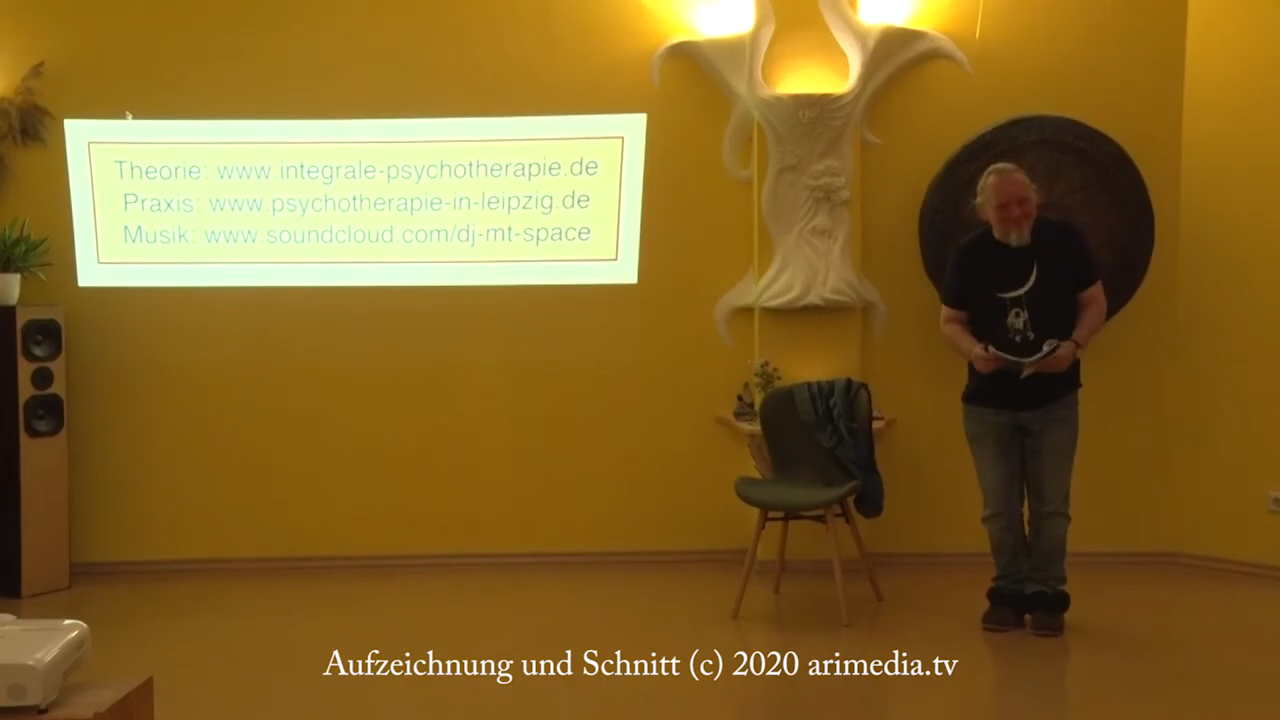 Theorie: www.integrale-psychotherapie.de
Praxis: www.psychotherapie-in-leipzig.de
Musik: www.soundcloud.com/dj-mt-space
Aufzeichnung und Schnitt (c) 2020 arimedia.tv